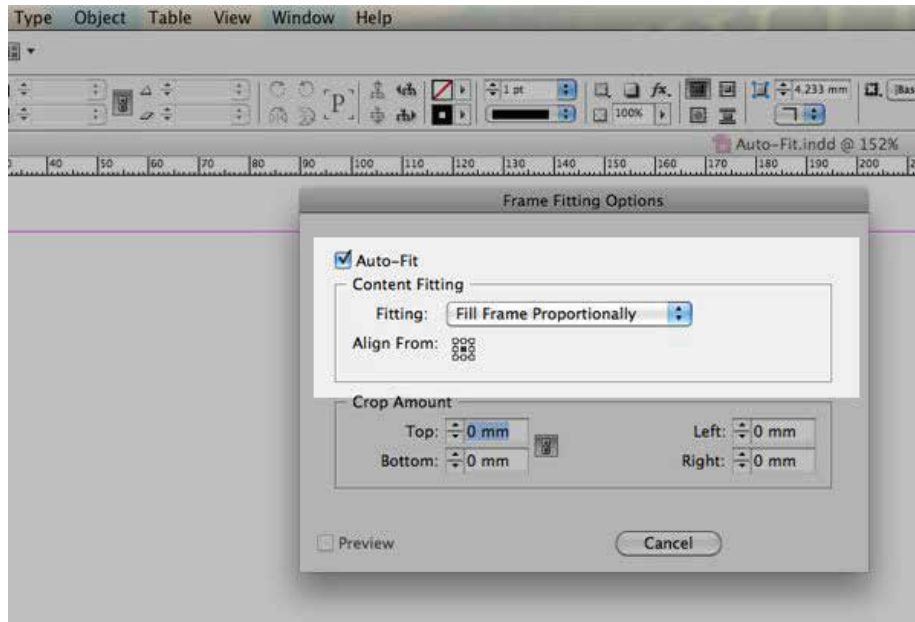 Type Object Table View Window Help
P 1 pt fx. 4.233 mm [Bas
100%
Auto-Fit.indd @ 152%
40 50 60 70 80 90 100 110 120 130 140 150 160 170 180 190 200
Frame Fitting Options
Auto-Fit
Content Fitting
Fitting: Fill Frame Proportionally
Align From:
Crop Amount
Top: 0 mm Left: 0 mm
Bottom: 0 mm Right: 0 mm
Preview Cancel